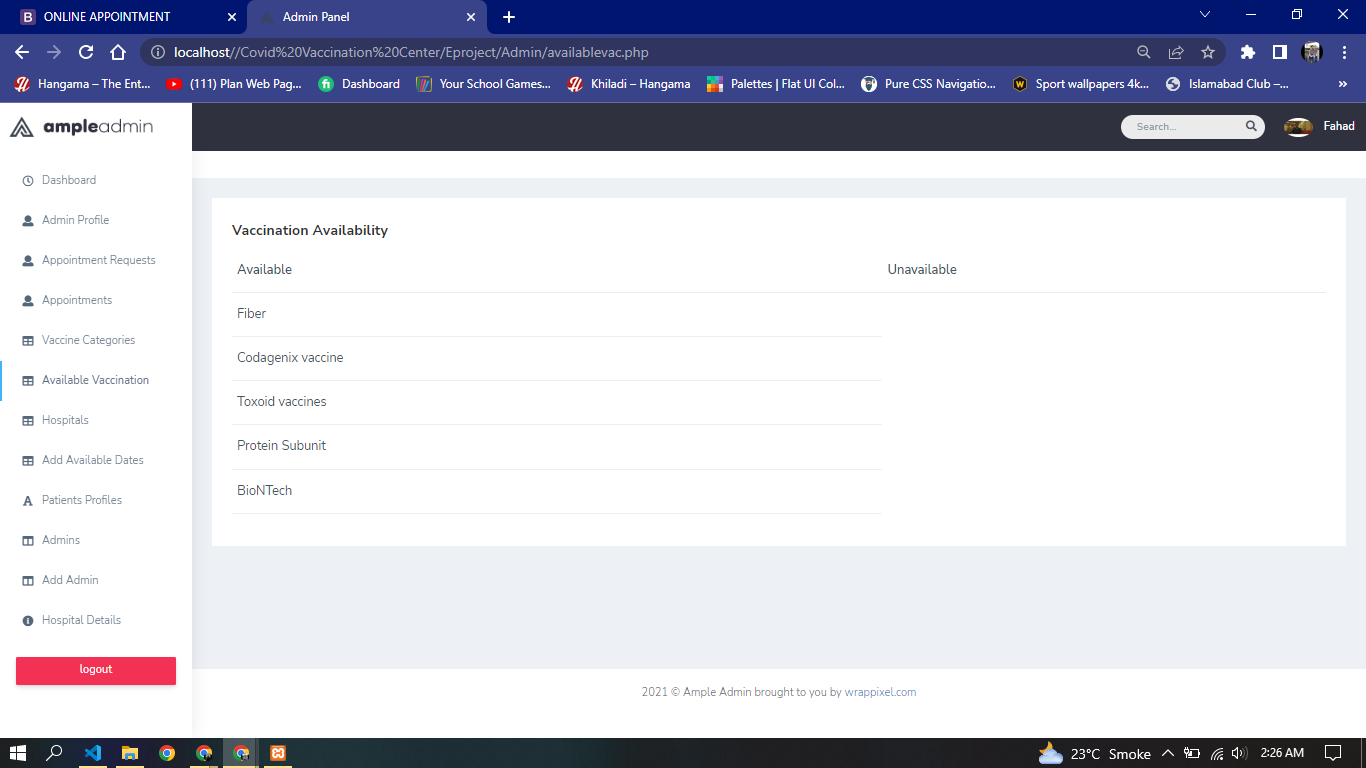 ONLINE APPOINTMENT
Admin Panel
localhost//Covid%20Vaccination%20Center/Eproject/Admin/availablevac.php
Hangama – The Ent...
(111) Plan Web Pag...
Dashboard
Your School Games...
Khiladi – Hangama
Palettes | Flat UI Col...
Pure CSS Navigatio...
Sport wallpapers 4k...
Islamabad Club –...
»
ampleadmin
Search...
Fahad
Dashboard
Admin Profile
Appointment Requests
Appointments
Vaccine Categories
Available Vaccination
Hospitals
Add Available Dates
Patients Profiles
Admins
Add Admin
Hospital Details
logout
Vaccination Availability
Available Unavailable
Fiber
Codagenix vaccine
Toxoid vaccines
Protein Subunit
BioNTech
2021 © Ample Admin brought to you by wrappixel.com
23°C Smoke
2:26 AM